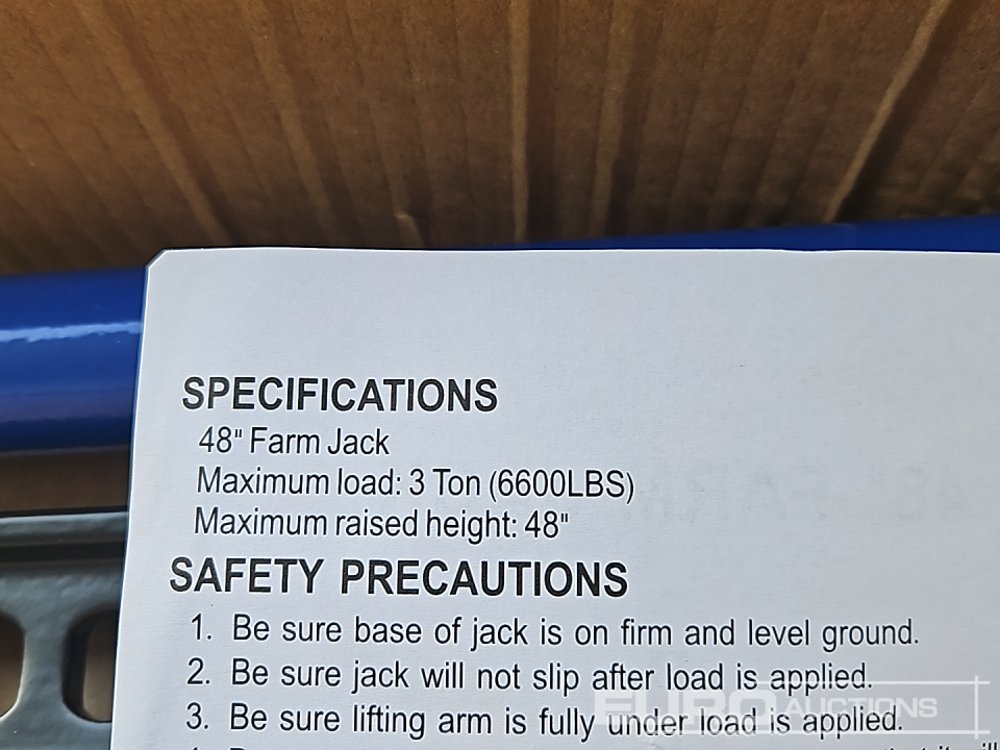 SPECIFICATIONS
48" Farm Jack
Maximum load: 3 Ton (6600LBS)
Maximum raised height: 48"
SAFETY PRECAUTIONS
1. Be sure base of jack is on firm and level ground.
2. Be sure jack will not slip after load is applied.
3. Be sure lifting arm is fully under load is applied.
EURO AUCTIONS